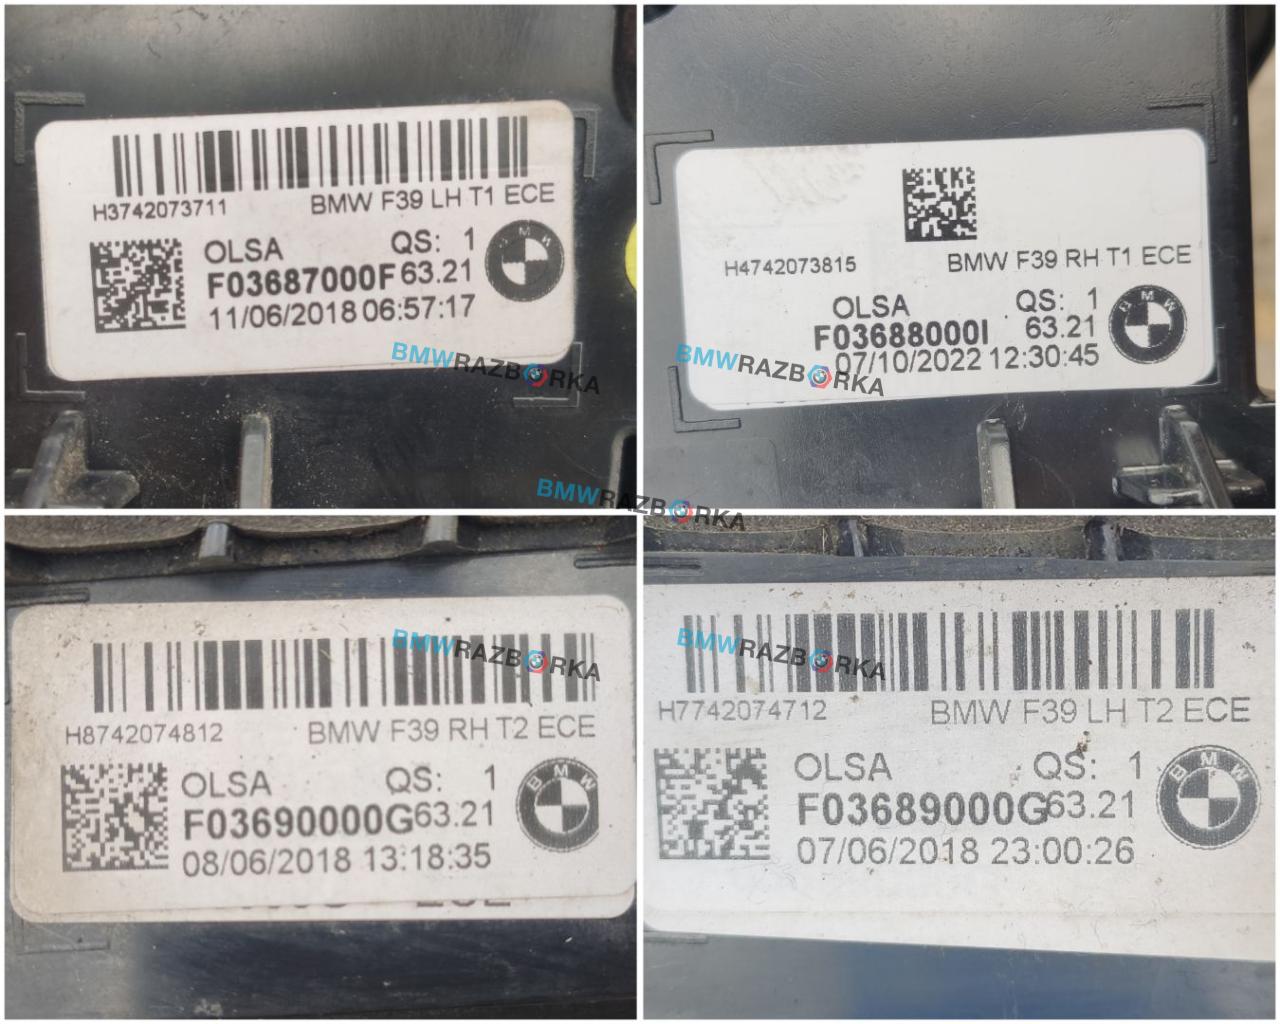 H3742073711 BMW F39 LH T1 ECE
OLSA QS: 1
F03687000F 63.21
11/06/2018 06:57:17
BMW
BMWRAZBORKA
H4742073815 BMW F39 RH T1 ECE
OLSA QS: 1
F03688000I 63.21
07/10/2022 12:30:45
BMW
BMWRAZBORKA
BMWRAZBORKA
BMWRAZBORKA
H8742074812 BMW F39 RH T2 ECE
OLSA QS: 1
F03690000G 63.21
08/06/2018 13:18:35
BMW
BMWRAZBORKA
H7742074712 BMW F39 LH T2 ECE
OLSA QS: 1
F03689000G 63.21
07/06/2018 23:00:26
BMW